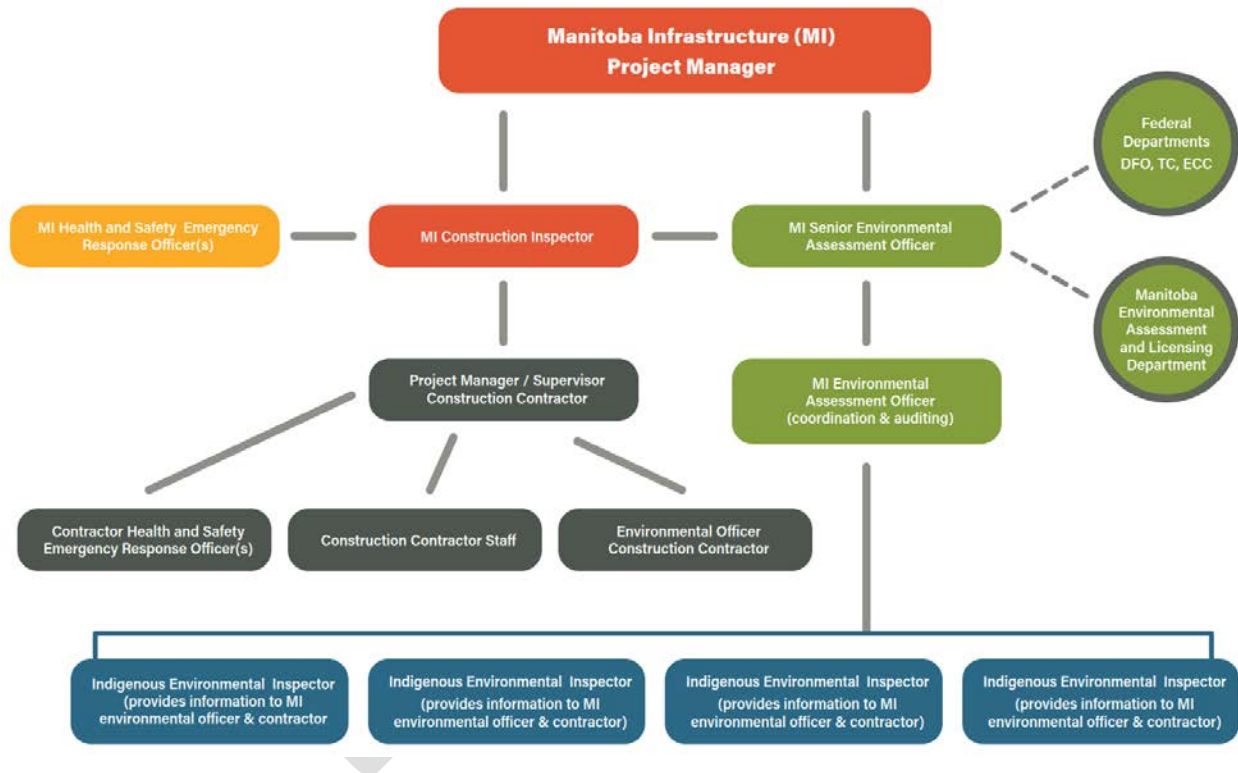 Manitoba Infrastructure (MI)
Project Manager
Federal
Departments
DFO, TC, ECC
MI Health and Safety Emergency
Response Officer(s)
MI Construction Inspector
MI Senior Environmental
Assessment Officer
Manitoba
Environmental
Assessment
and Licensing
Department
Project Manager / Supervisor
Construction Contractor
MI Environmental
Assessment Officer
(coordination & auditing)
Contractor Health and Safety
Emergency Response Officer(s)
Construction Contractor Staff
Environmental Officer
Construction Contractor
Indigenous Environmental Inspector
(provides information to MI
environmental officer & contractor
Indigenous Environmental Inspector
(provides information to MI
environmental officer & contractor)
Indigenous Environmental Inspector
(provides information to MI
environmental officer & contractor)
Indigenous Environmental Inspector
(provides information to MI
environmental officer & contractor)